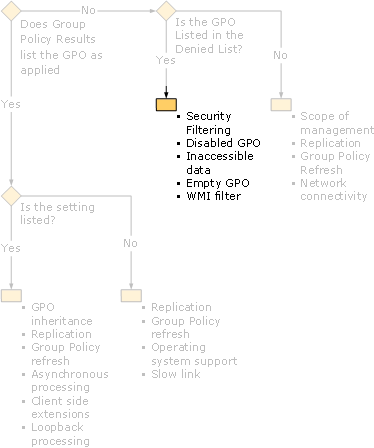 Does Group
Policy Results
list the GPO as
applied
No
Is the GPO
Listed in the
Denied List?
Yes
No
Yes
▪ Security
Filtering
▪ Disabled GPO
▪ Inaccessible
data
▪ Empty GPO
▪ WMI filter
▪ Scope of
management
▪ Replication
▪ Group Policy
Refresh
▪ Network
connectivity
Is the setting
listed?
Yes
No
▪ GPO
inheritance
▪ Replication
▪ Group Policy
refresh
▪ Asynchronous
processing
▪ Client side
extensions
▪ Loopback
processing
▪ Replication
▪ Group Policy
refresh
▪ Operating
system support
▪ Slow link